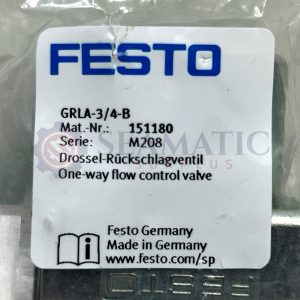 FESTO
GRLA-3/4-B
Mat.-Nr.: 151180
Serie: M208
Drossel-Rückschlagventil
One-way flow control valve
Festo Germany
Made in Germany
www.festo.com/sp
FESTO